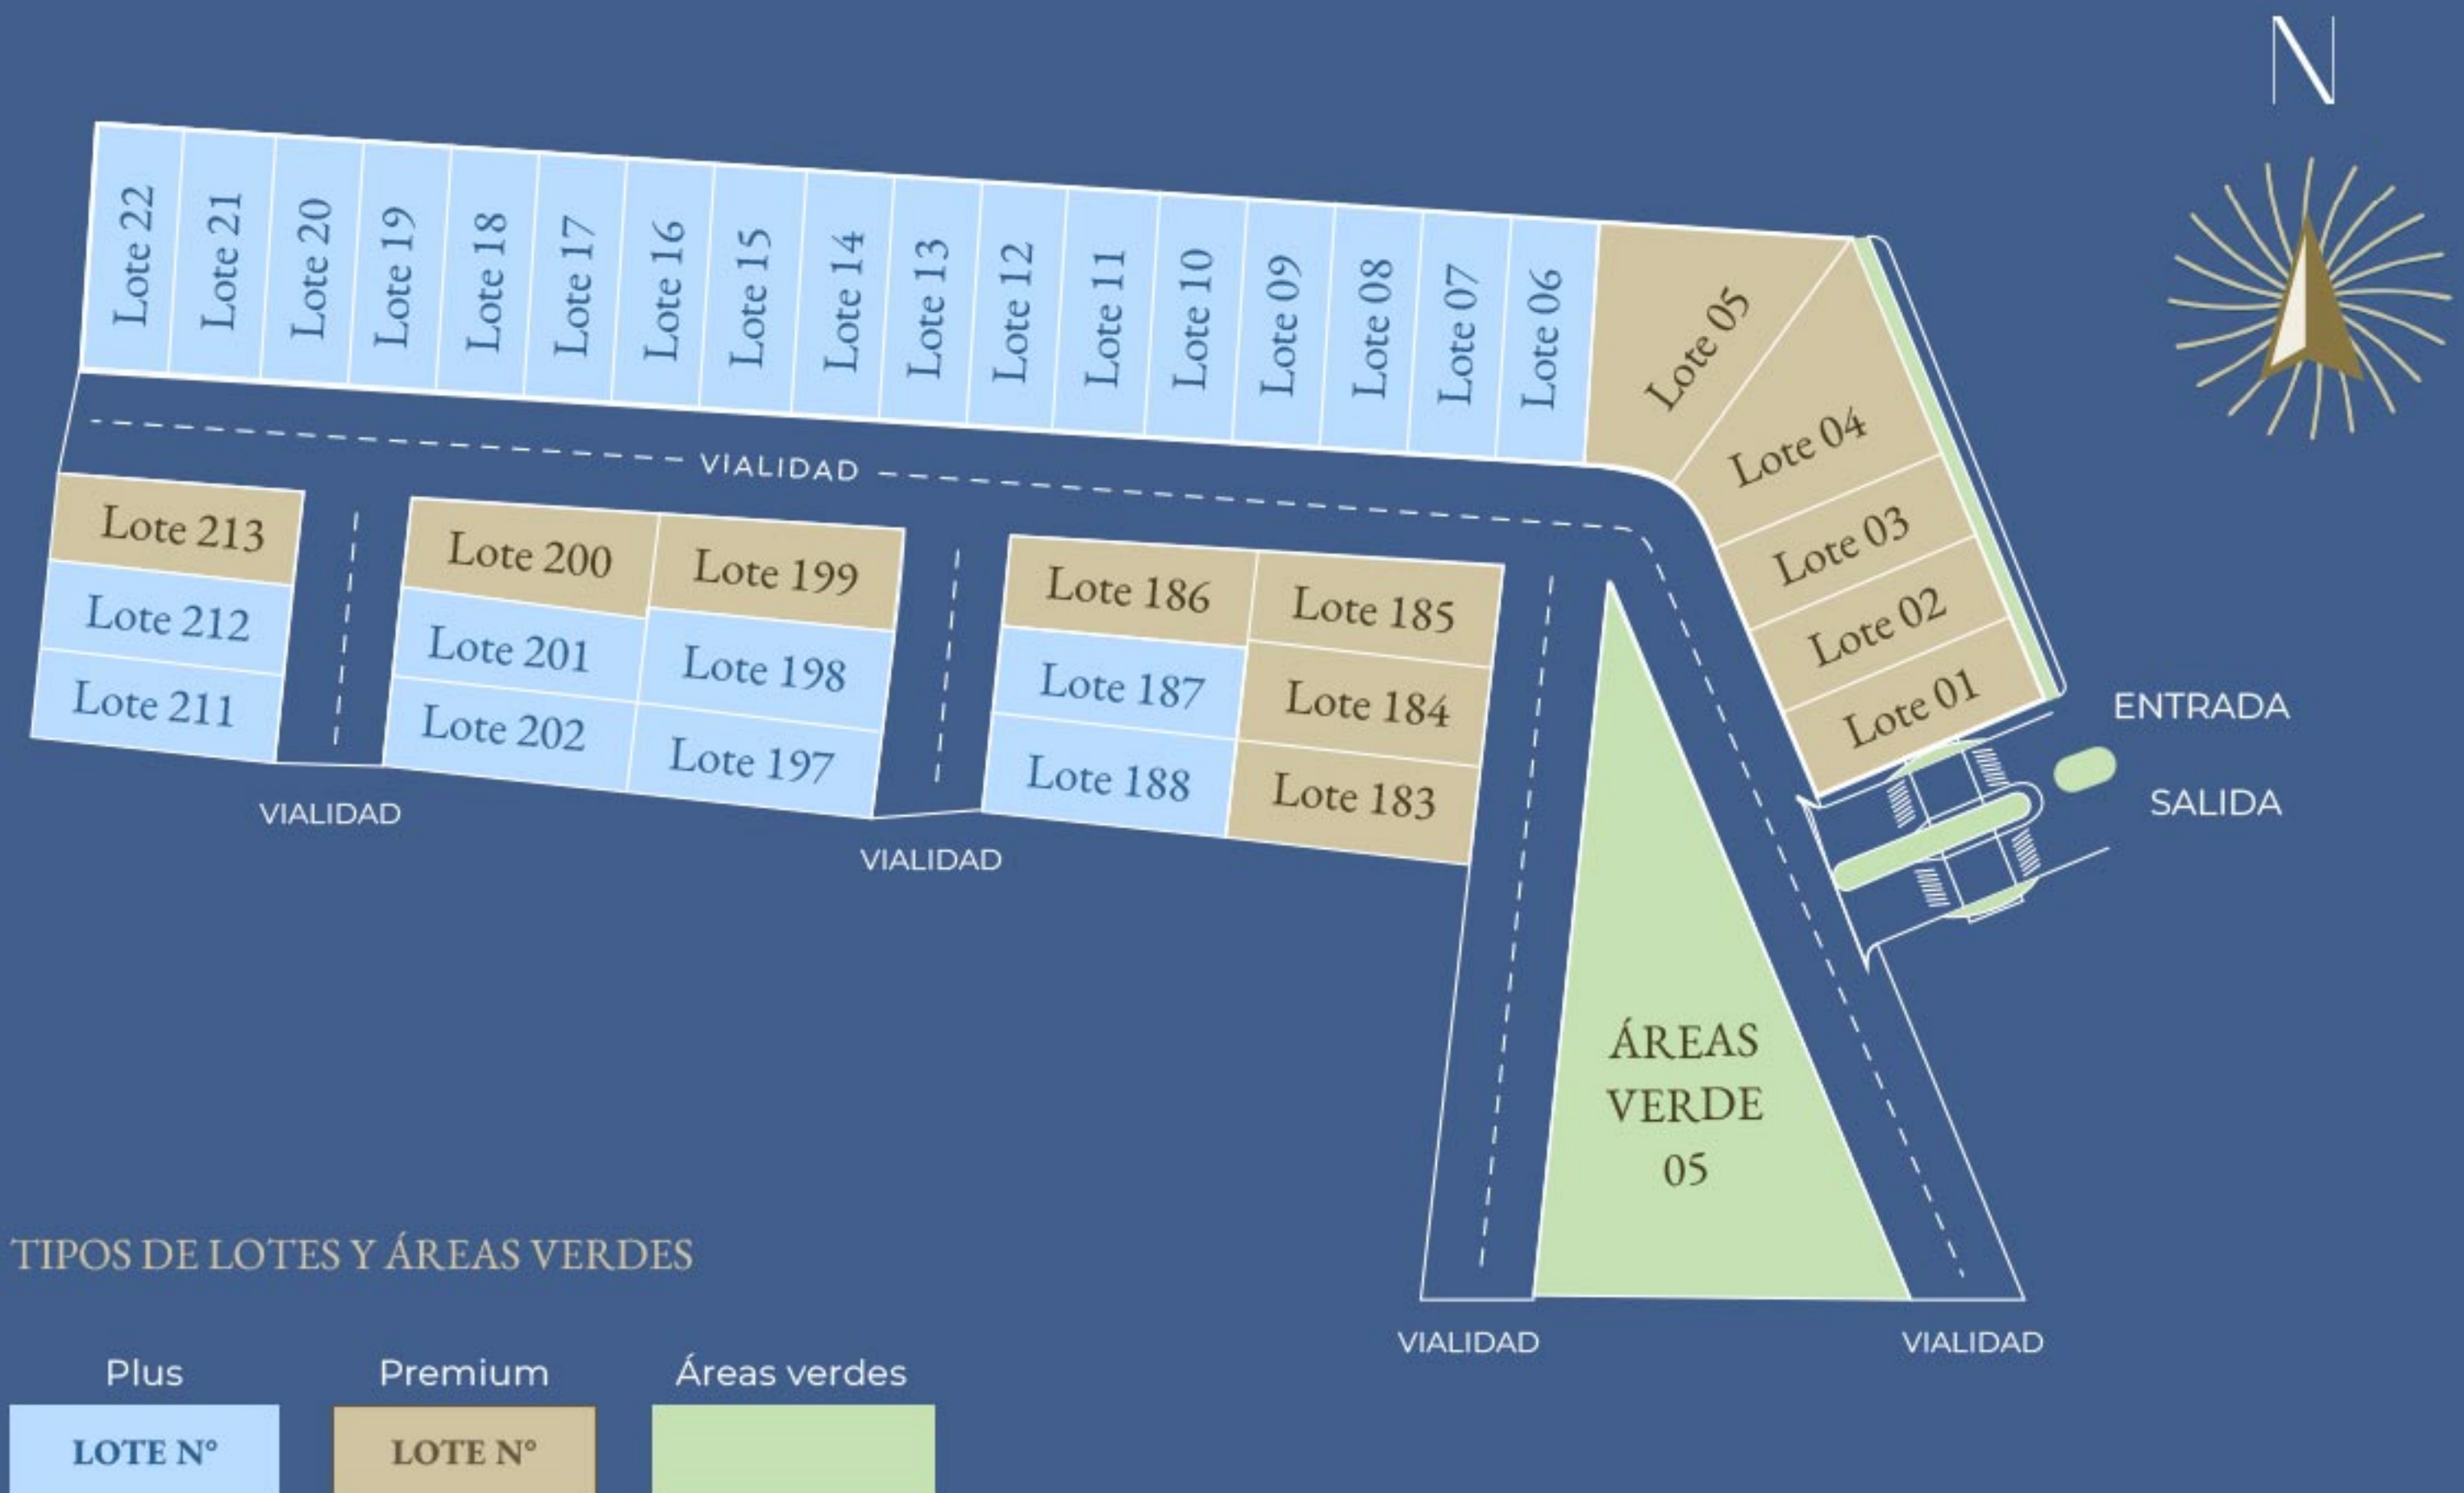 N
Lote 22
Lote 21
Lote 20
Lote 19
Lote 18
Lote 17
Lote 16
Lote 15
Lote 14
Lote 13
Lote 12
Lote 11
Lote 10
Lote 09
Lote 08
Lote 07
Lote 06
Lote 05
Lote 04
Lote 03
Lote 02
Lote 01
VIALIDAD
Lote 213
Lote 212
Lote 211
Lote 200
Lote 199
Lote 201
Lote 198
Lote 202
Lote 197
Lote 186
Lote 185
Lote 187
Lote 184
Lote 188
Lote 183
ENTRADA
SALIDA
VIALIDAD
VIALIDAD
ÁREAS
VERDE
05
VIALIDAD
VIALIDAD
TIPOS DE LOTES Y ÁREAS VERDES
Plus
Premium
Áreas verdes
LOTE N°
LOTE N°